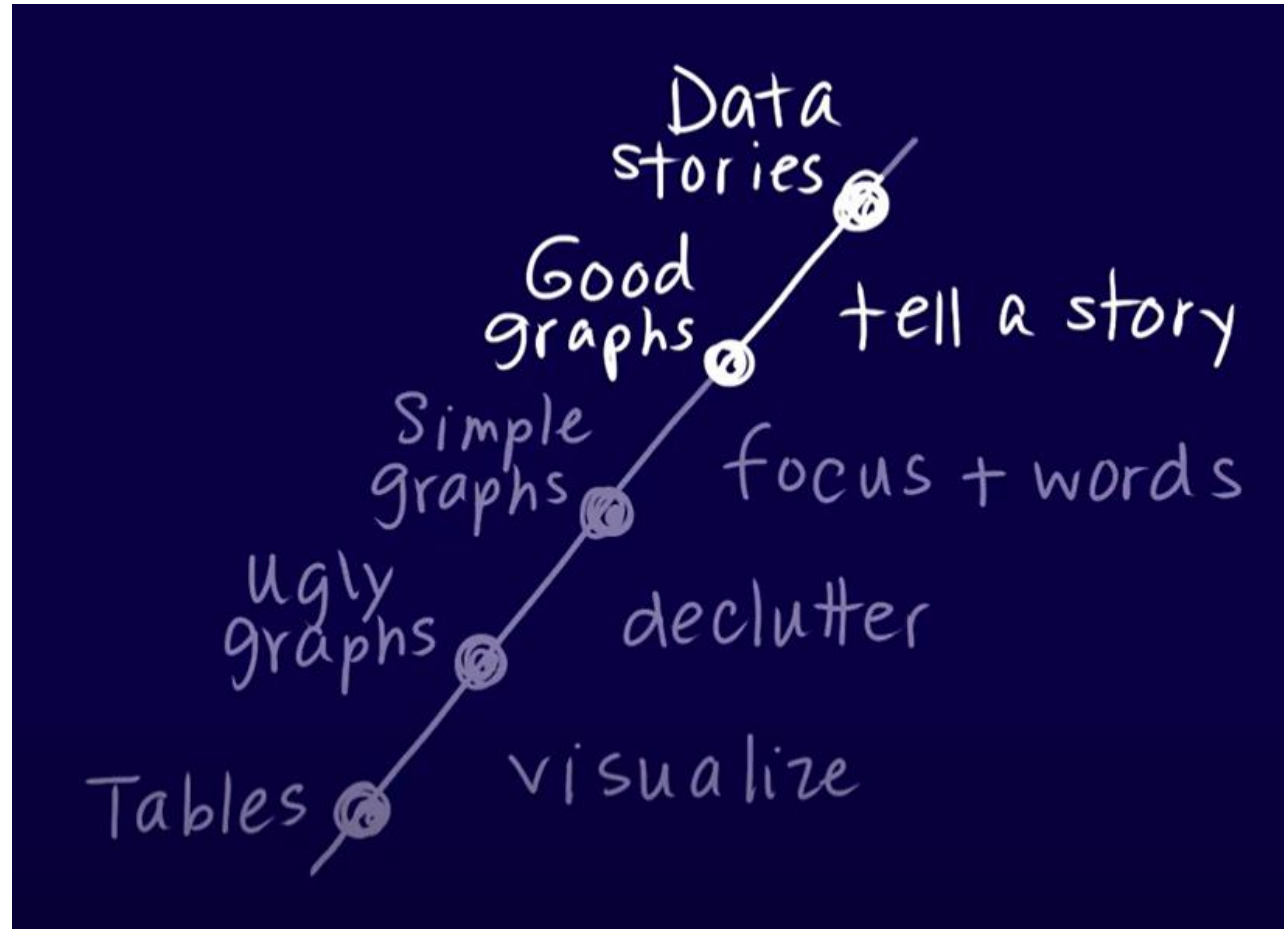 Data
stories
Good
graphs
tell a story
Simple
graphs
focus + words
ugly
graphs
declutter
Tables
visualize